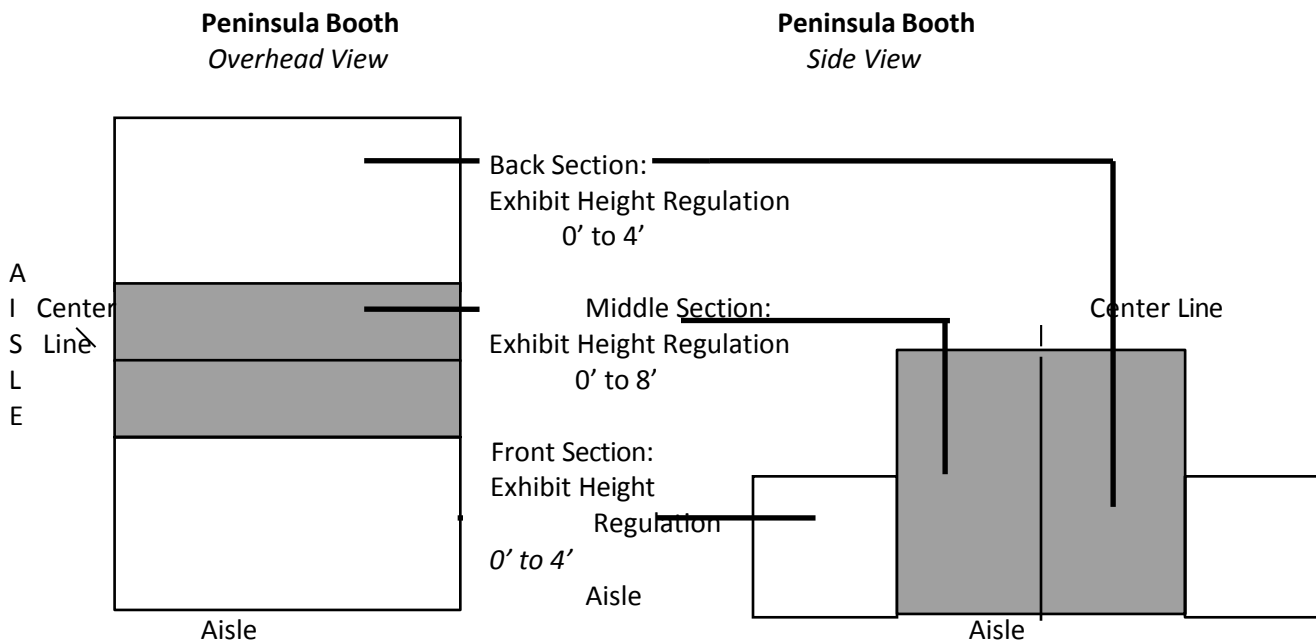 Peninsula Booth
Overhead View
Peninsula Booth
Side View
Back Section:
Exhibit Height Regulation
0’ to 4’
A
I
S
L
E
Center
Line
Middle Section:
Exhibit Height Regulation
0’ to 8’
Center Line
Front Section:
Exhibit Height
Regulation
0’ to 4’
Aisle
Aisle
Aisle